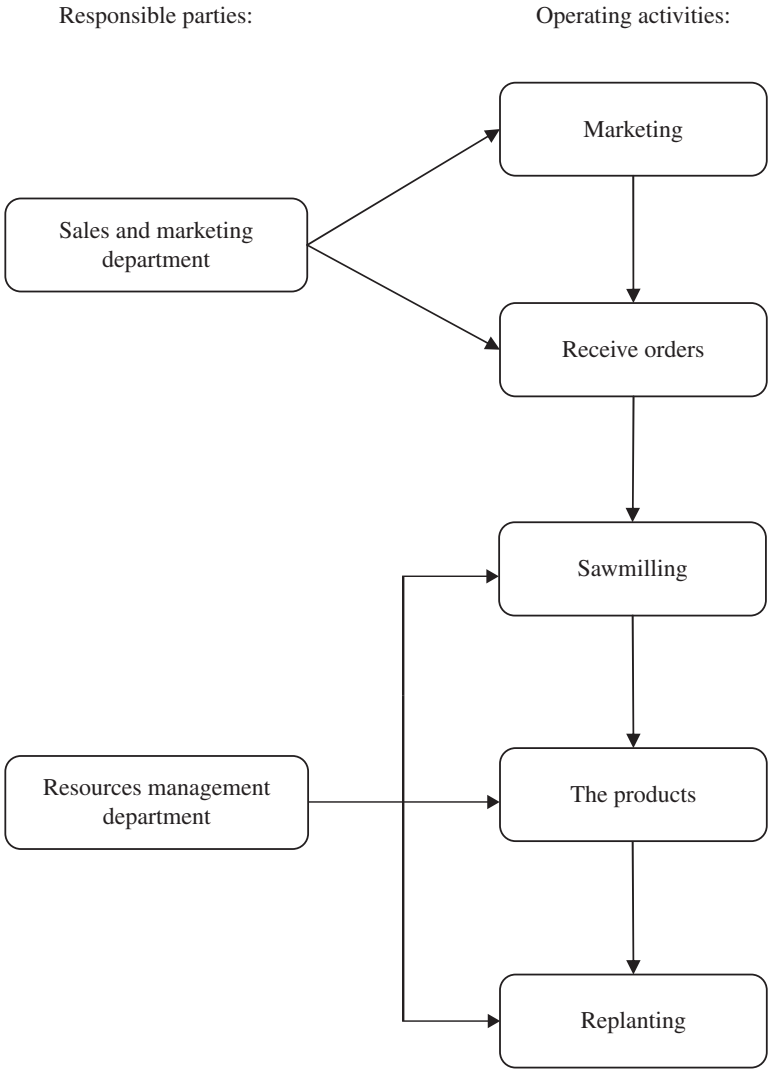 Responsible parties:
Operating activities:
Marketing
Sales and marketing
department
Receive orders
Sawmilling
Resources management
department
The products
Replanting